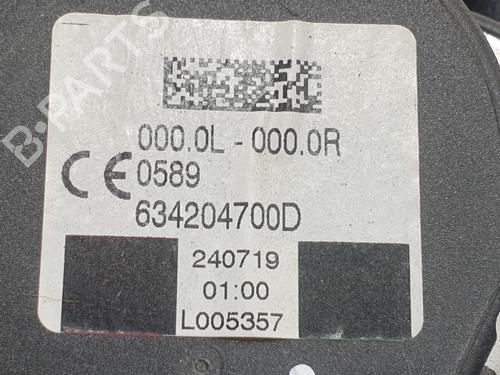 B-PARTS
000.0L - 000.0R
CE 0589
634204700D
240719
01:00
L005357